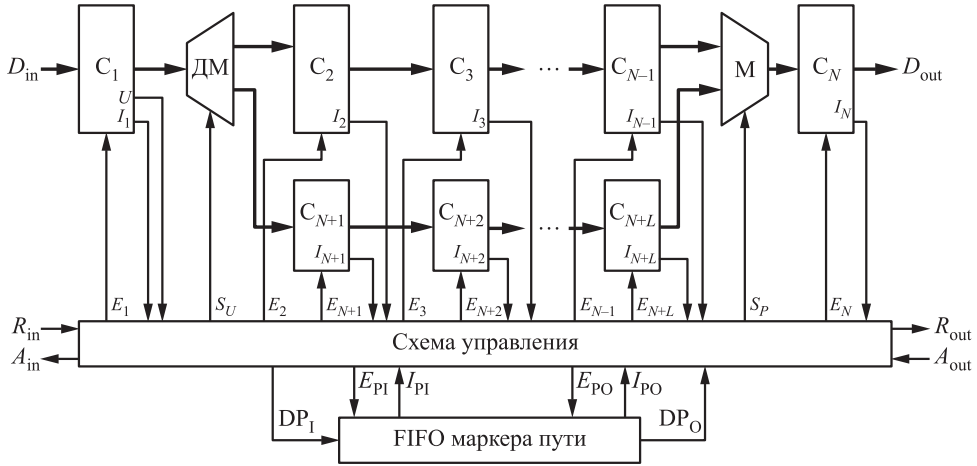 D_in C_1 ДМ C_2 C_3 ... C_{N–1} М C_N D_out
U
I_1 I_2 I_3 I_{N–1} I_N
C_{N+1} C_{N+2} ... C_{N+L}
I_{N+1} I_{N+2} I_{N+L}
E_1 S_U E_2 E_{N+1} E_3 E_{N+2} E_{N–1} E_{N+L} S_P E_N
R_in Схема управления R_out
A_in A_out
E_PI I_PI E_PO I_PO
DP_I DP_O
FIFO маркера пути